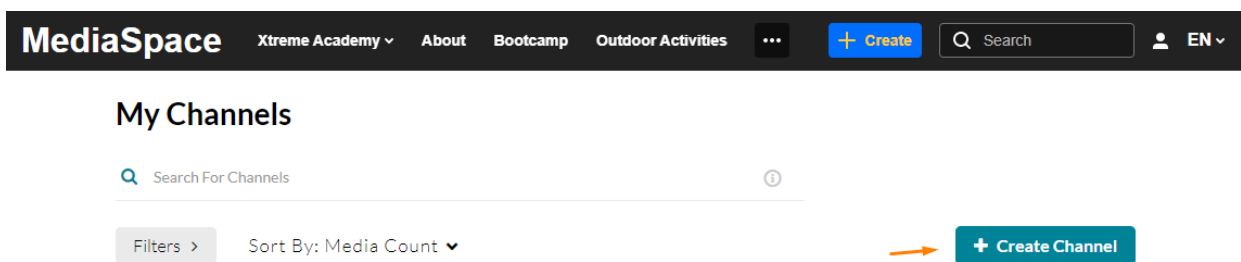 MediaSpace Xtreme Academy About Bootcamp Outdoor Activities ... + Create Search EN
My Channels
Search For Channels
Filters > Sort By: Media Count
+ Create Channel